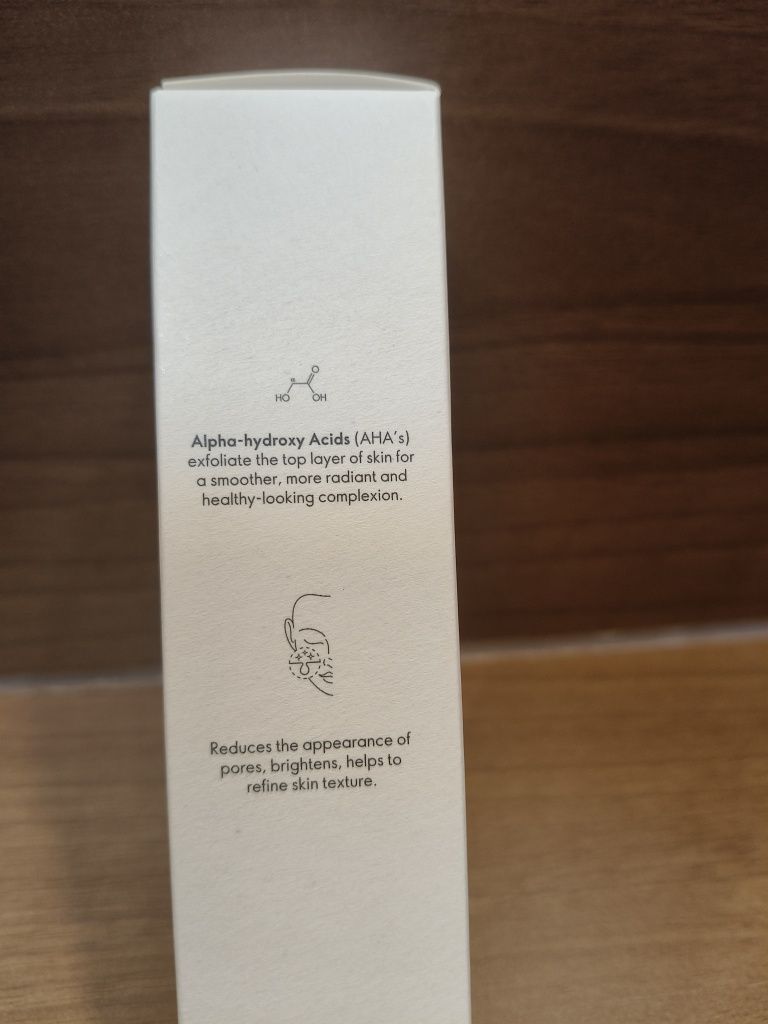 α
O
HO
OH
Alpha-hydroxy Acids (AHA's)
exfoliate the top layer of skin for
a smoother, more radiant and
healthy-looking complexion.
Reduces the appearance of
pores, brightens, helps to
refine skin texture.